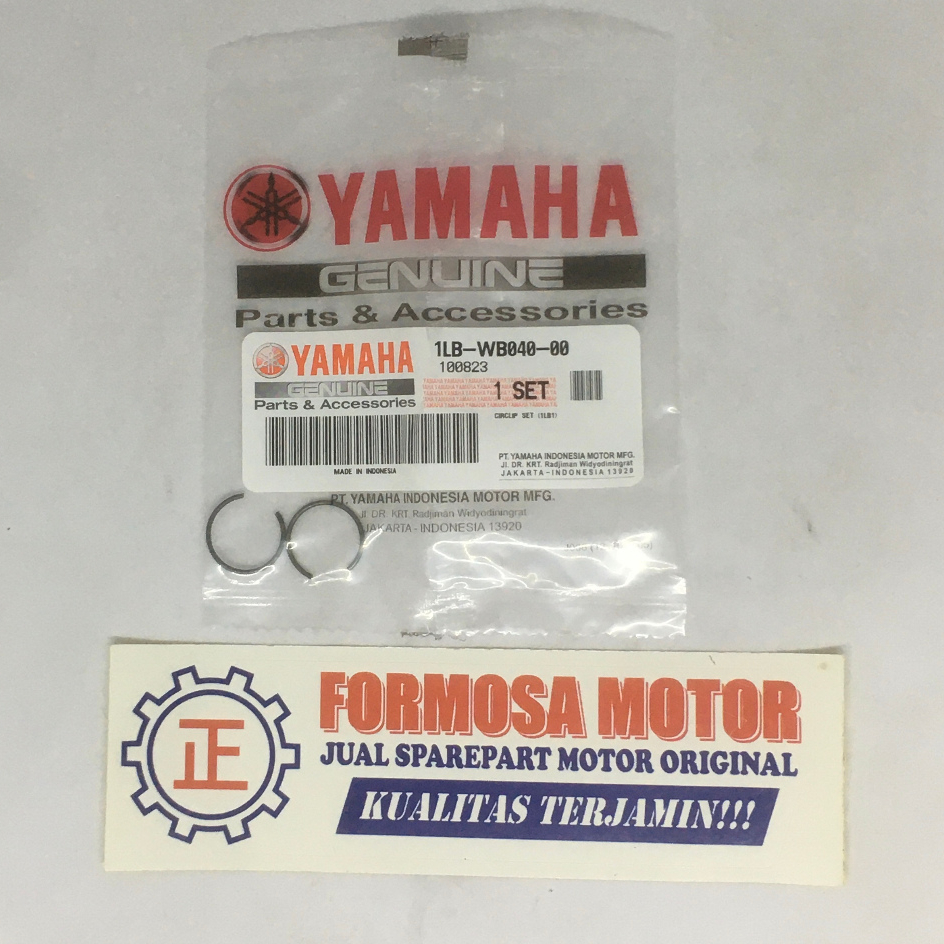 YAMAHA
GENUINE
Parts & Accessories
YAMAHA
GENUINE
Parts & Accessories
1LB-WB040-00
100823
1 SET
CIRCLIP SET (1LB1)
MADE IN INDONESIA
PT. YAMAHA INDONESIA MOTOR MFG.
Jl. DR. KRT. Radjiman Widyodiningrat
JAKARTA - INDONESIA 13920
PT. YAMAHA INDONESIA MOTOR MFG.
Jl. DR. KRT. Radjiman Widyodiningrat
JAKARTA - INDONESIA 13920
正
FORMOSA MOTOR
JUAL SPAREPART MOTOR ORIGINAL
KUALITAS TERJAMIN!!!